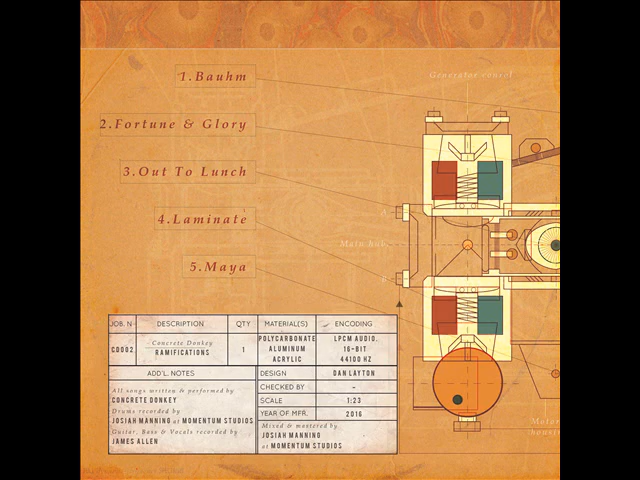 Generator consol
1.Bauhm
2.Fortune & Glory
3.Out To Lunch
4.Laminate
Main hub
5.Maya
JOB. N- DESCRIPTION QTY MATERIAL(S) ENCODING
CD002 Concrete Donkey RAMIFICATIONS 1 POLYCARBONATE ALUMINUM ACRYLIC LPCM AUDIO. 16-BIT 44100 HZ
ADD'L. NOTES DESIGN DAN LAYTON
CHECKED BY -
SCALE 1:23
YEAR OF MFR. 2016
All songs written & performed by
CONCRETE DONKEY
Drums recorded by
JOSIAH MANNING at MOMENTUM STUDIOS
Guitar, Bass & Vocals recorded by
JAMES ALLEN
Mixed & mastered by
JOSIAH MANNING
at MOMENTUM STUDIOS
Motor
housi